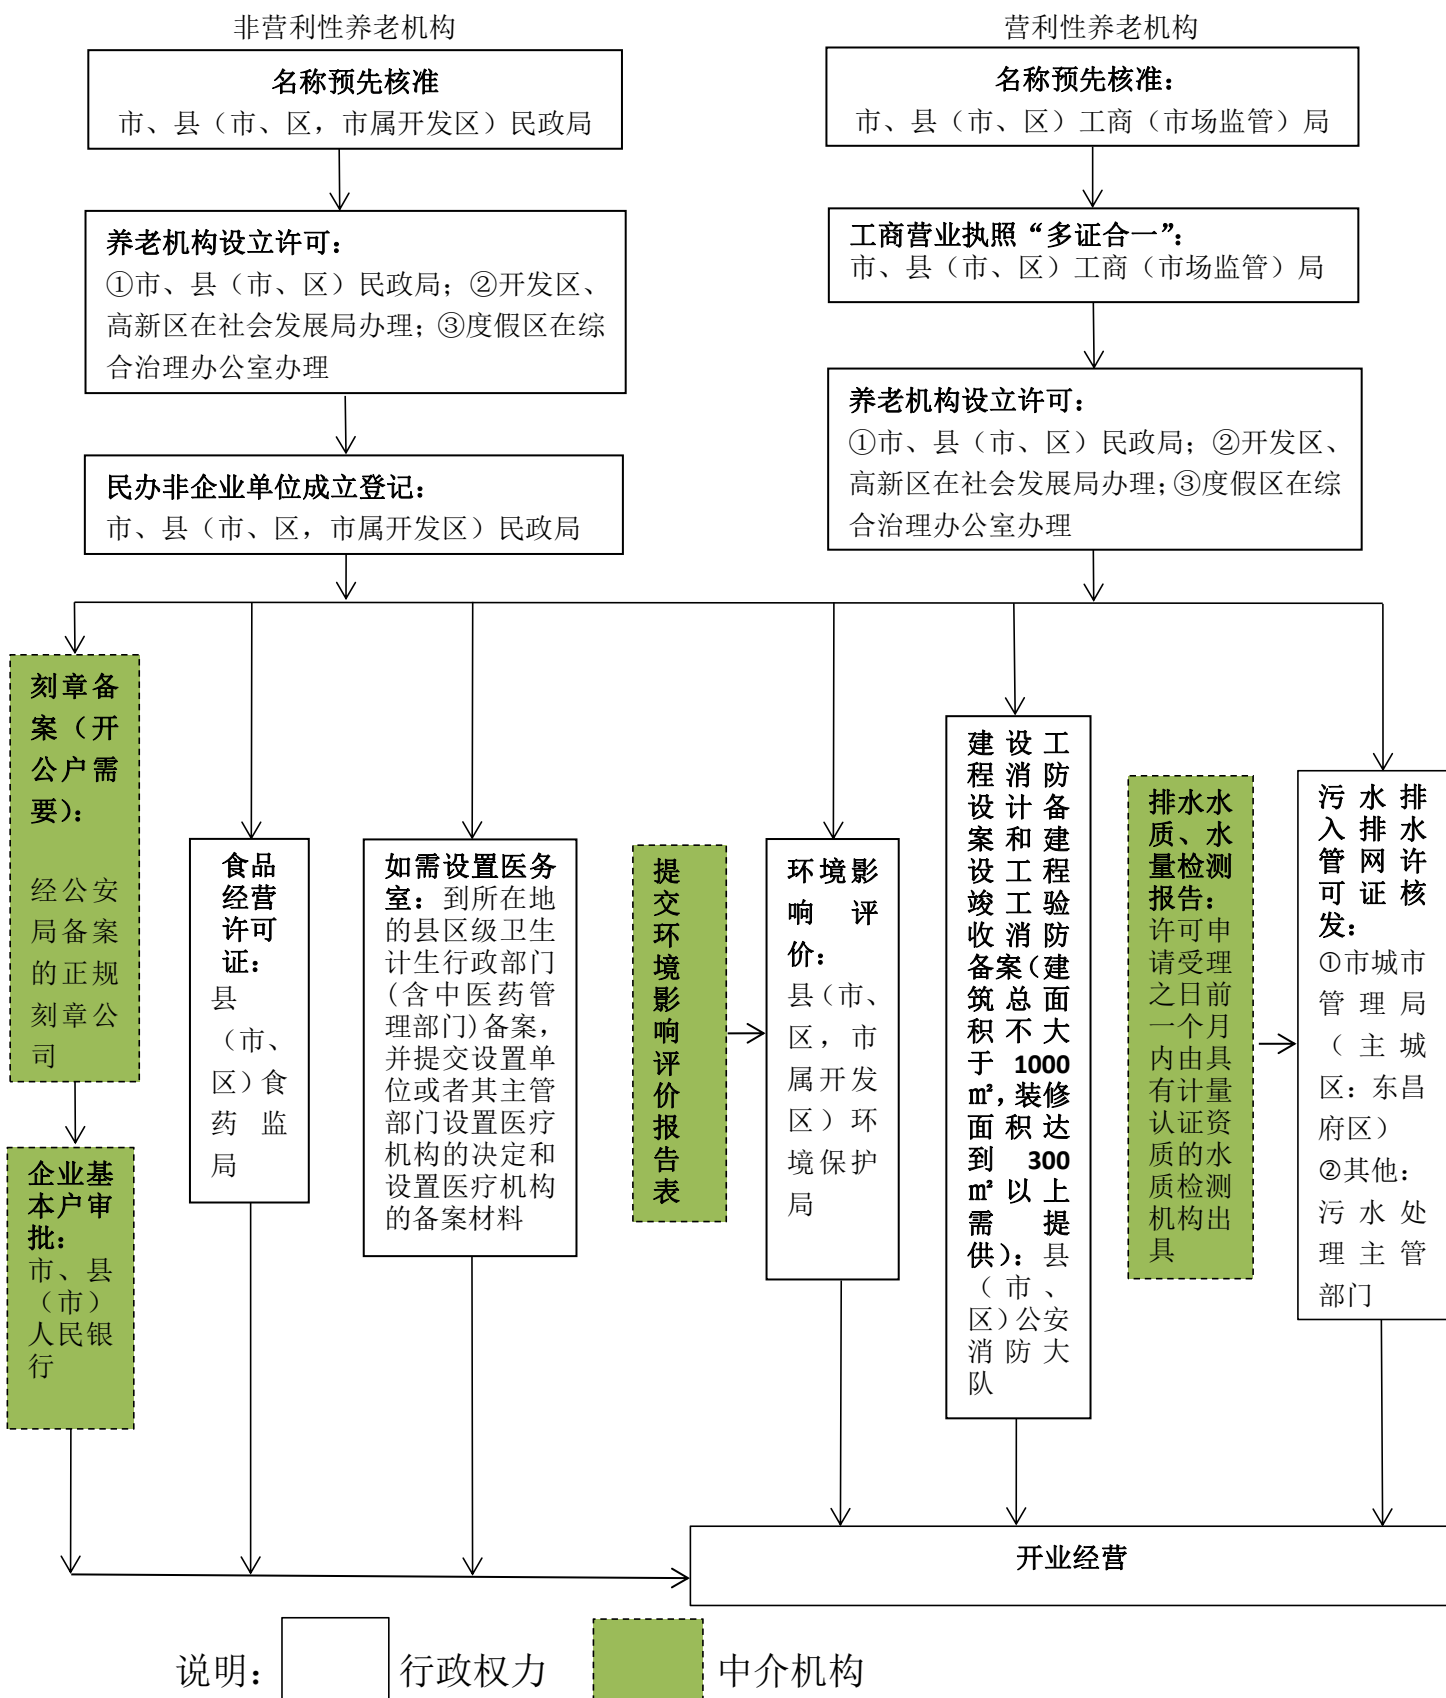 非营利性养老机构
营利性养老机构
名称预先核准
市、县（市、区，市属开发区）民政局
名称预先核准：
市、县（市、区）工商（市场监管）局
养老机构设立许可：
①市、县（市、区）民政局；②开发区、
高新区在社会发展局办理；③度假区在综
合治理办公室办理
工商营业执照“多证合一”：
市、县（市、区）工商（市场监管）局
民办非企业单位成立登记：
市、县（市、区，市属开发区）民政局
养老机构设立许可：
①市、县（市、区）民政局；②开发区、
高新区在社会发展局办理；③度假区在综
合治理办公室办理
刻章备
案（开
公户需
要）：
经公安
局备案
的正规
刻章公
司
企业基
本户审
批：
市、县
（市）
人民银
行
食品
经营
许可
证：
县
（市、
区）食
药监
局
如需设置医务
室：到所在地
的县区级卫生
计生行政部门
(含中医药管
理部门)备案，
并提交设置单
位或者其主管
部门设置医疗
机构的决定和
设置医疗机构
的备案材料
提
交
环
境
影
响
评
价
报
告
表
环境影
响评
价：
县（市、
区，市
属开发
区）环
境保护
局
建设工
程消防
设计备
案和建
设工程
竣工验
收消防
备案（建
筑总面
积不大
于1000
㎡，装修
面积达
到300
㎡以上
需提
供）：县
（市、
区）公安
消防大
队
排水水
质、水
量检测
报告：
许可申
请受理
之日前
一个月
内由具
有计量
认证资
质的水
质检测
机构出
具
污水排
入排水
管网许
可证核
发：
①市城市
管理局
（主城
区：东昌
府区）
②其他：
污水处
理主管
部门
开业经营
说明：
行政权力
中介机构